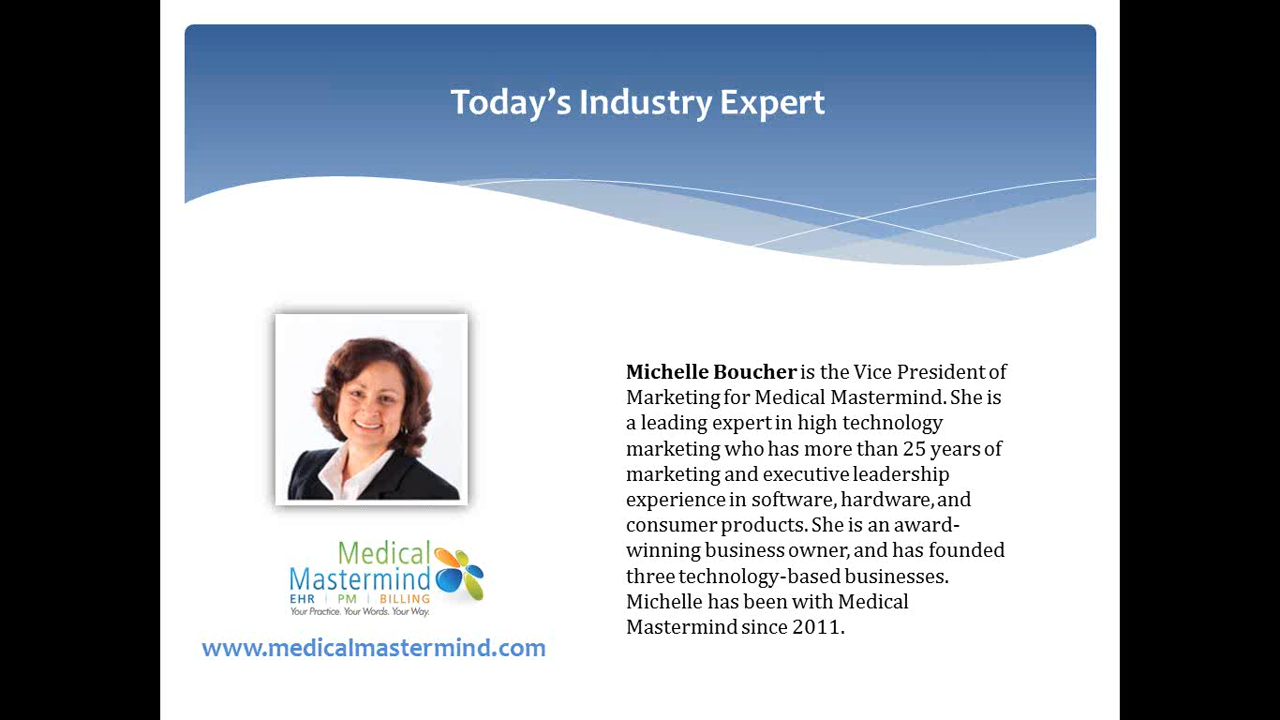 Today's Industry Expert
Michelle Boucher is the Vice President of
Marketing for Medical Mastermind. She is
a leading expert in high technology
marketing who has more than 25 years of
marketing and executive leadership
experience in software, hardware, and
consumer products. She is an award-
winning business owner, and has founded
three technology-based businesses.
Michelle has been with Medical
Mastermind since 2011.
Medical
Mastermind
EHR | PM | BILLING
Your Practice. Your Words. Your Way.
www.medicalmastermind.com